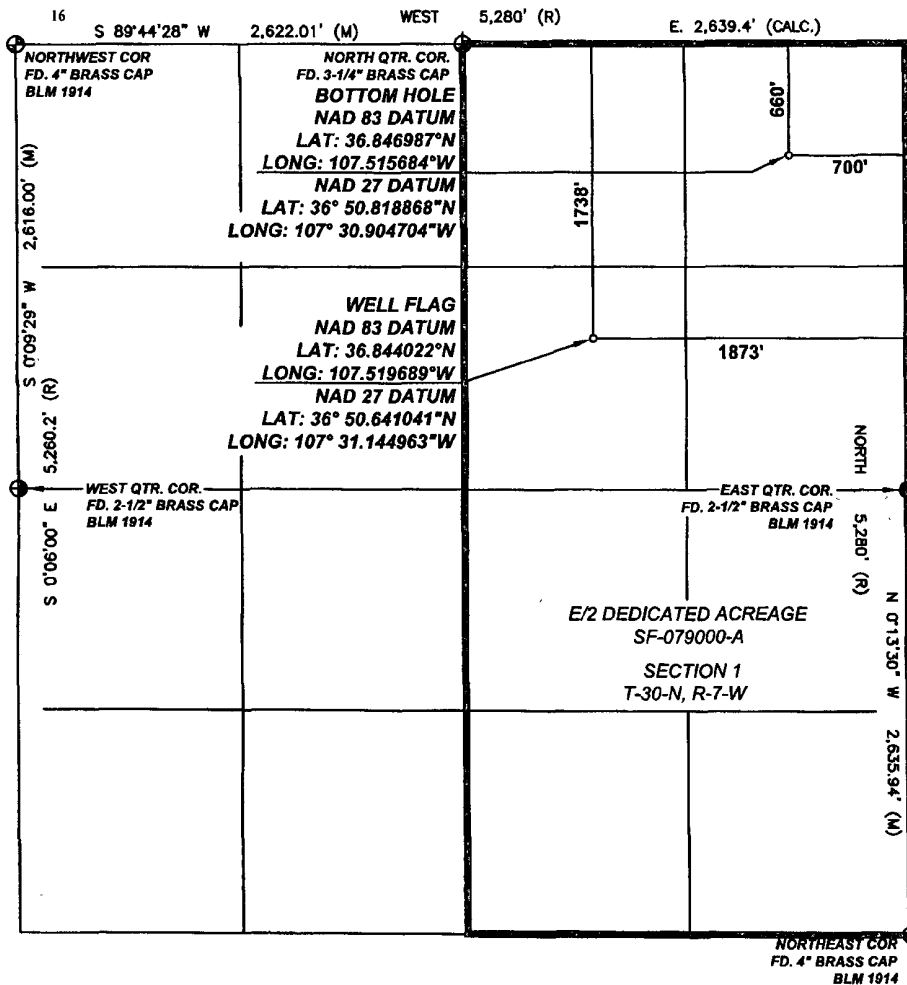 16
WEST 5,280' (R)
S 89°44'28" W 2,622.01' (M)
E. 2,639.4' (CALC.)
NORTHWEST COR
FD. 4" BRASS CAP
BLM 1914
NORTH QTR. COR.
FD. 3-1/4" BRASS CAP
BOTTOM HOLE
NAD 83 DATUM
LAT: 36.846987°N
LONG: 107.515684°W
NAD 27 DATUM
LAT: 36° 50.818868"N
LONG: 107° 30.904704"W
660'
700'
1738'
S 0°09'29" W 2,616.00' (M)
WELL FLAG
NAD 83 DATUM
LAT: 36.844022°N
LONG: 107.519689°W
NAD 27 DATUM
LAT: 36° 50.641041"N
LONG: 107° 31.144963"W
1873'
S 0°06'00" E 5,260.2' (R)
WEST QTR. COR.
FD. 2-1/2" BRASS CAP
BLM 1914
EAST QTR. COR.
FD. 2-1/2" BRASS CAP
BLM 1914
NORTH 5,280' (R)
N 0°13'30" W 2,635.94' (M)
E/2 DEDICATED ACREAGE
SF-079000-A
SECTION 1
T-30-N, R-7-W
NORTHEAST COR
FD. 4" BRASS CAP
BLM 1914